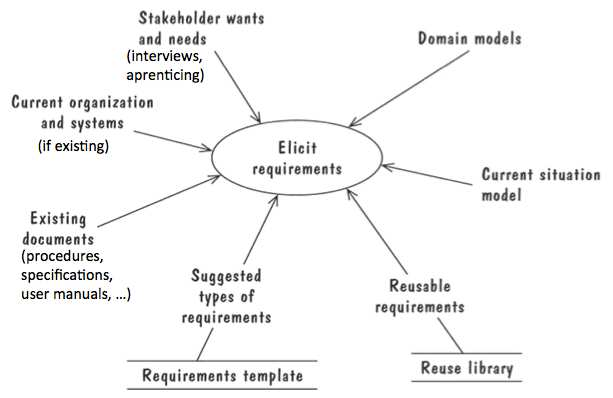 Stakeholder wants
and needs
(interviews,
aprenticing)
Domain models
Current organization
and systems
(if existing)
Elicit
requirements
Current situation
model
Existing
documents
(procedures,
specifications,
user manuals, ...)
Suggested
types of
requirements
Reusable
requirements
Requirements template
Reuse library